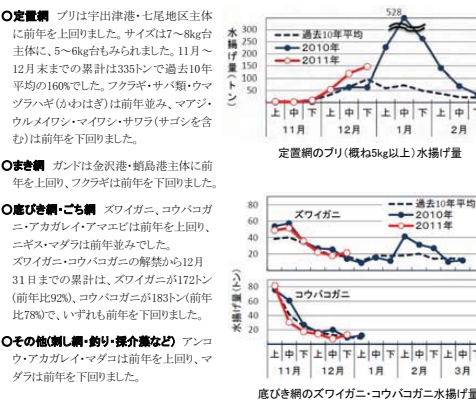 ○定置網 ブリは宇出津港・七尾地区主体
に前年を上回りました。サイズは7～8kg台
主体に、5～6kg台もみられました。11月～
12月末までの累計は335トンで過去10年
平均の160%でした。フクラギ・サバ類・ウマ
ヅラハギ(かわはぎ)は前年並み、マアジ・
ウルメイワシ・マイワシ・サワラ(サゴシを含
む)は前年を下回りました。
○まき網 ガンドは金沢港・蛸島港主体に前
年を上回り、フクラギは前年を下回りました。
○底びき網・ごち網 ズワイガニ、コウバコガ
ニ・アカガレイ・アマエビは前年を上回り、
ニギス・マダラは前年並みでした。
ズワイガニ・コウバコガニの解禁から12月
31日までの累計は、ズワイガニが172トン
(前年比92%)、コウバコガニが183トン(前年
比78%)で、いずれも前年を下回りました。
○その他(刺し網・釣り・採介藻など) アンコ
ウ・アカガレイ・マダコは前年を上回り、マ
ダラは前年を下回りました。
528
水揚げ量(トン)
300
250
200
150
100
50
過去10年平均
2010年
2011年
上 中 下 上 中 下 上 中 下 上 中 下
11月 12月 1月 2月
定置網のブリ(概ね5kg以上)水揚げ量
水揚げ量(トン)
80
60
40
20
ズワイガニ
過去10年平均
2010年
2011年
80
60
40
20
コウバコガニ
上 中 下 上 中 下 上 中 下 上 中 下 上 中
11月 12月 1月 2月 3月
底びき網のズワイガニ・コウバコガニ水揚げ量